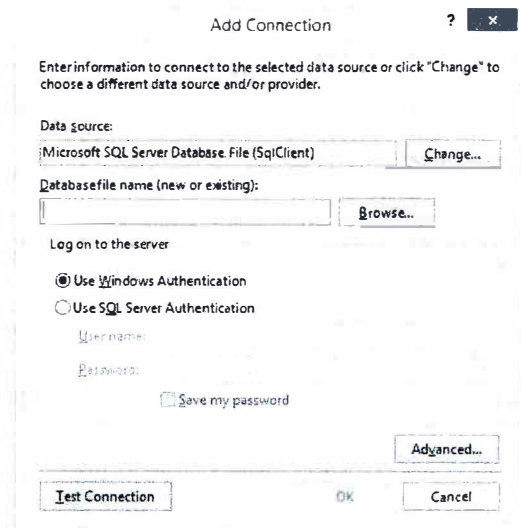 Add Connection
? x
Enter information to connect to the selected data source or click "Change" to
choose a different data source and/or provider.
Data source:
Microsoft SQL Server Database File (SqlClient)
Change...
Databasefile name (new or existing):
Browse...
Log on to the server
Use Windows Authentication
Use SQL Server Authentication
User name:
Password:
Save my password
Advanced...
Test Connection
OK
Cancel